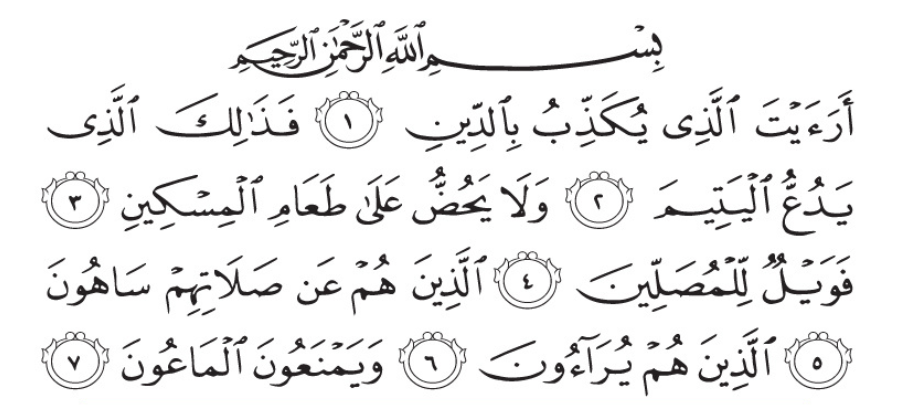 بِسْمِ ٱللَّهِ ٱلرَّحْمَٰنِ ٱلرَّحِيمِ
أَرَءَيْتَ ٱلَّذِى يُكَذِّبُ بِٱلدِّينِ ١ فَذَٰلِكَ ٱلَّذِى
يَدُعُّ ٱلْيَتِيمَ ٢ وَلَا يَحُضُّ عَلَىٰ طَعَامِ ٱلْمِسْكِينِ ٣
فَوَيْلٌ لِّلْمُصَلِّينَ ٤ ٱلَّذِينَ هُمْ عَن صَلَاتِهِمْ سَاهُونَ
٥ ٱلَّذِينَ هُمْ يُرَآءُونَ ٦ وَيَمْنَعُونَ ٱلْمَاعُونَ ٧